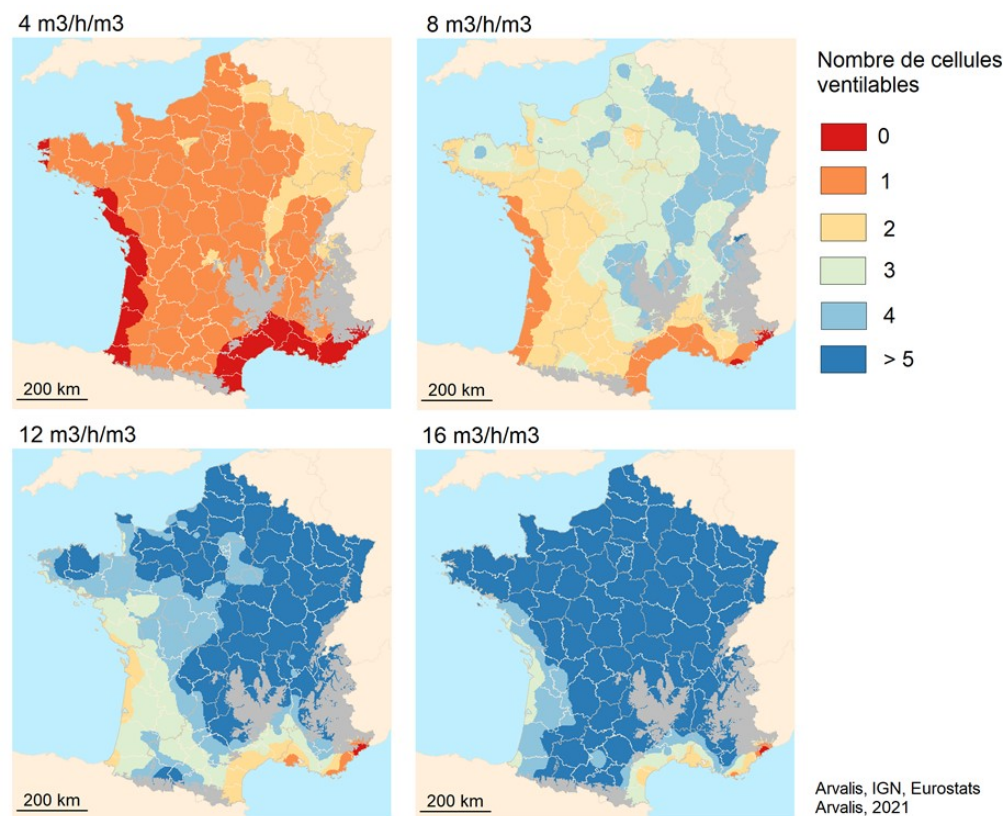 4 m3/h/m3
8 m3/h/m3
Nombre de cellules
ventilables
0
1
2
3
4
> 5
200 km
200 km
12 m3/h/m3
16 m3/h/m3
200 km
200 km
Arvalis, IGN, Eurostats
Arvalis, 2021